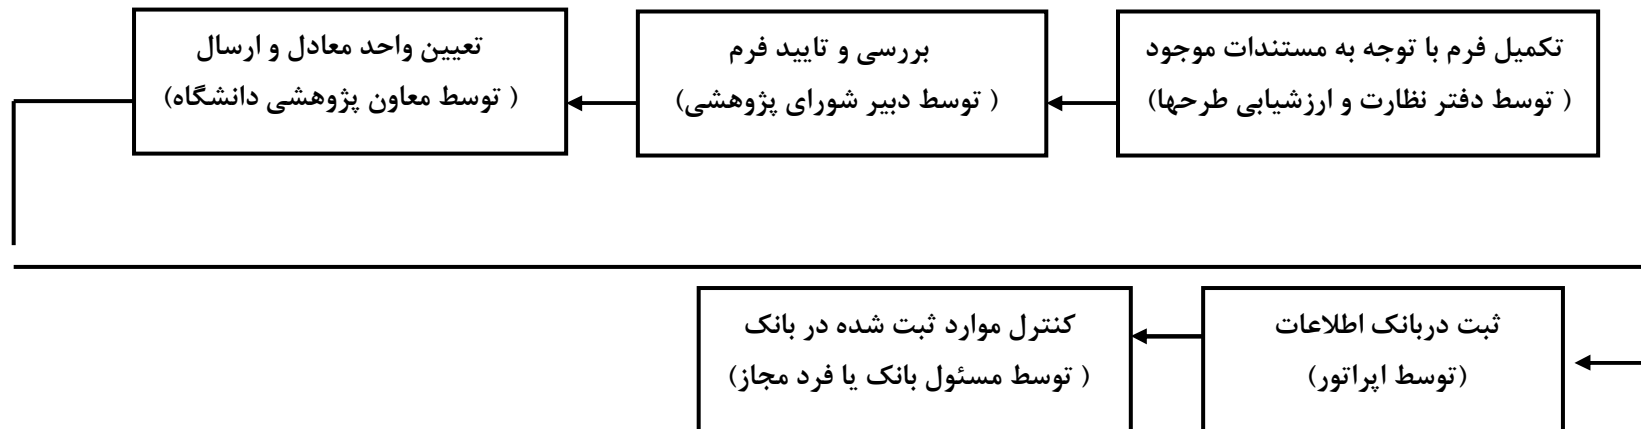 تکمیل فرم با توجه به مستندات موجود
( توسط دفتر نظارت و ارزشیابی طرحها)
بررسی و تایید فرم
( توسط دبیر شورای پژوهشی)
تعیین واحد معادل و ارسال
( توسط معاون پژوهشی دانشگاه)
ثبت دربانک اطلاعات
(توسط اپراتور)
کنترل موارد ثبت شده در بانک
( توسط مسئول بانک یا فرد مجاز)